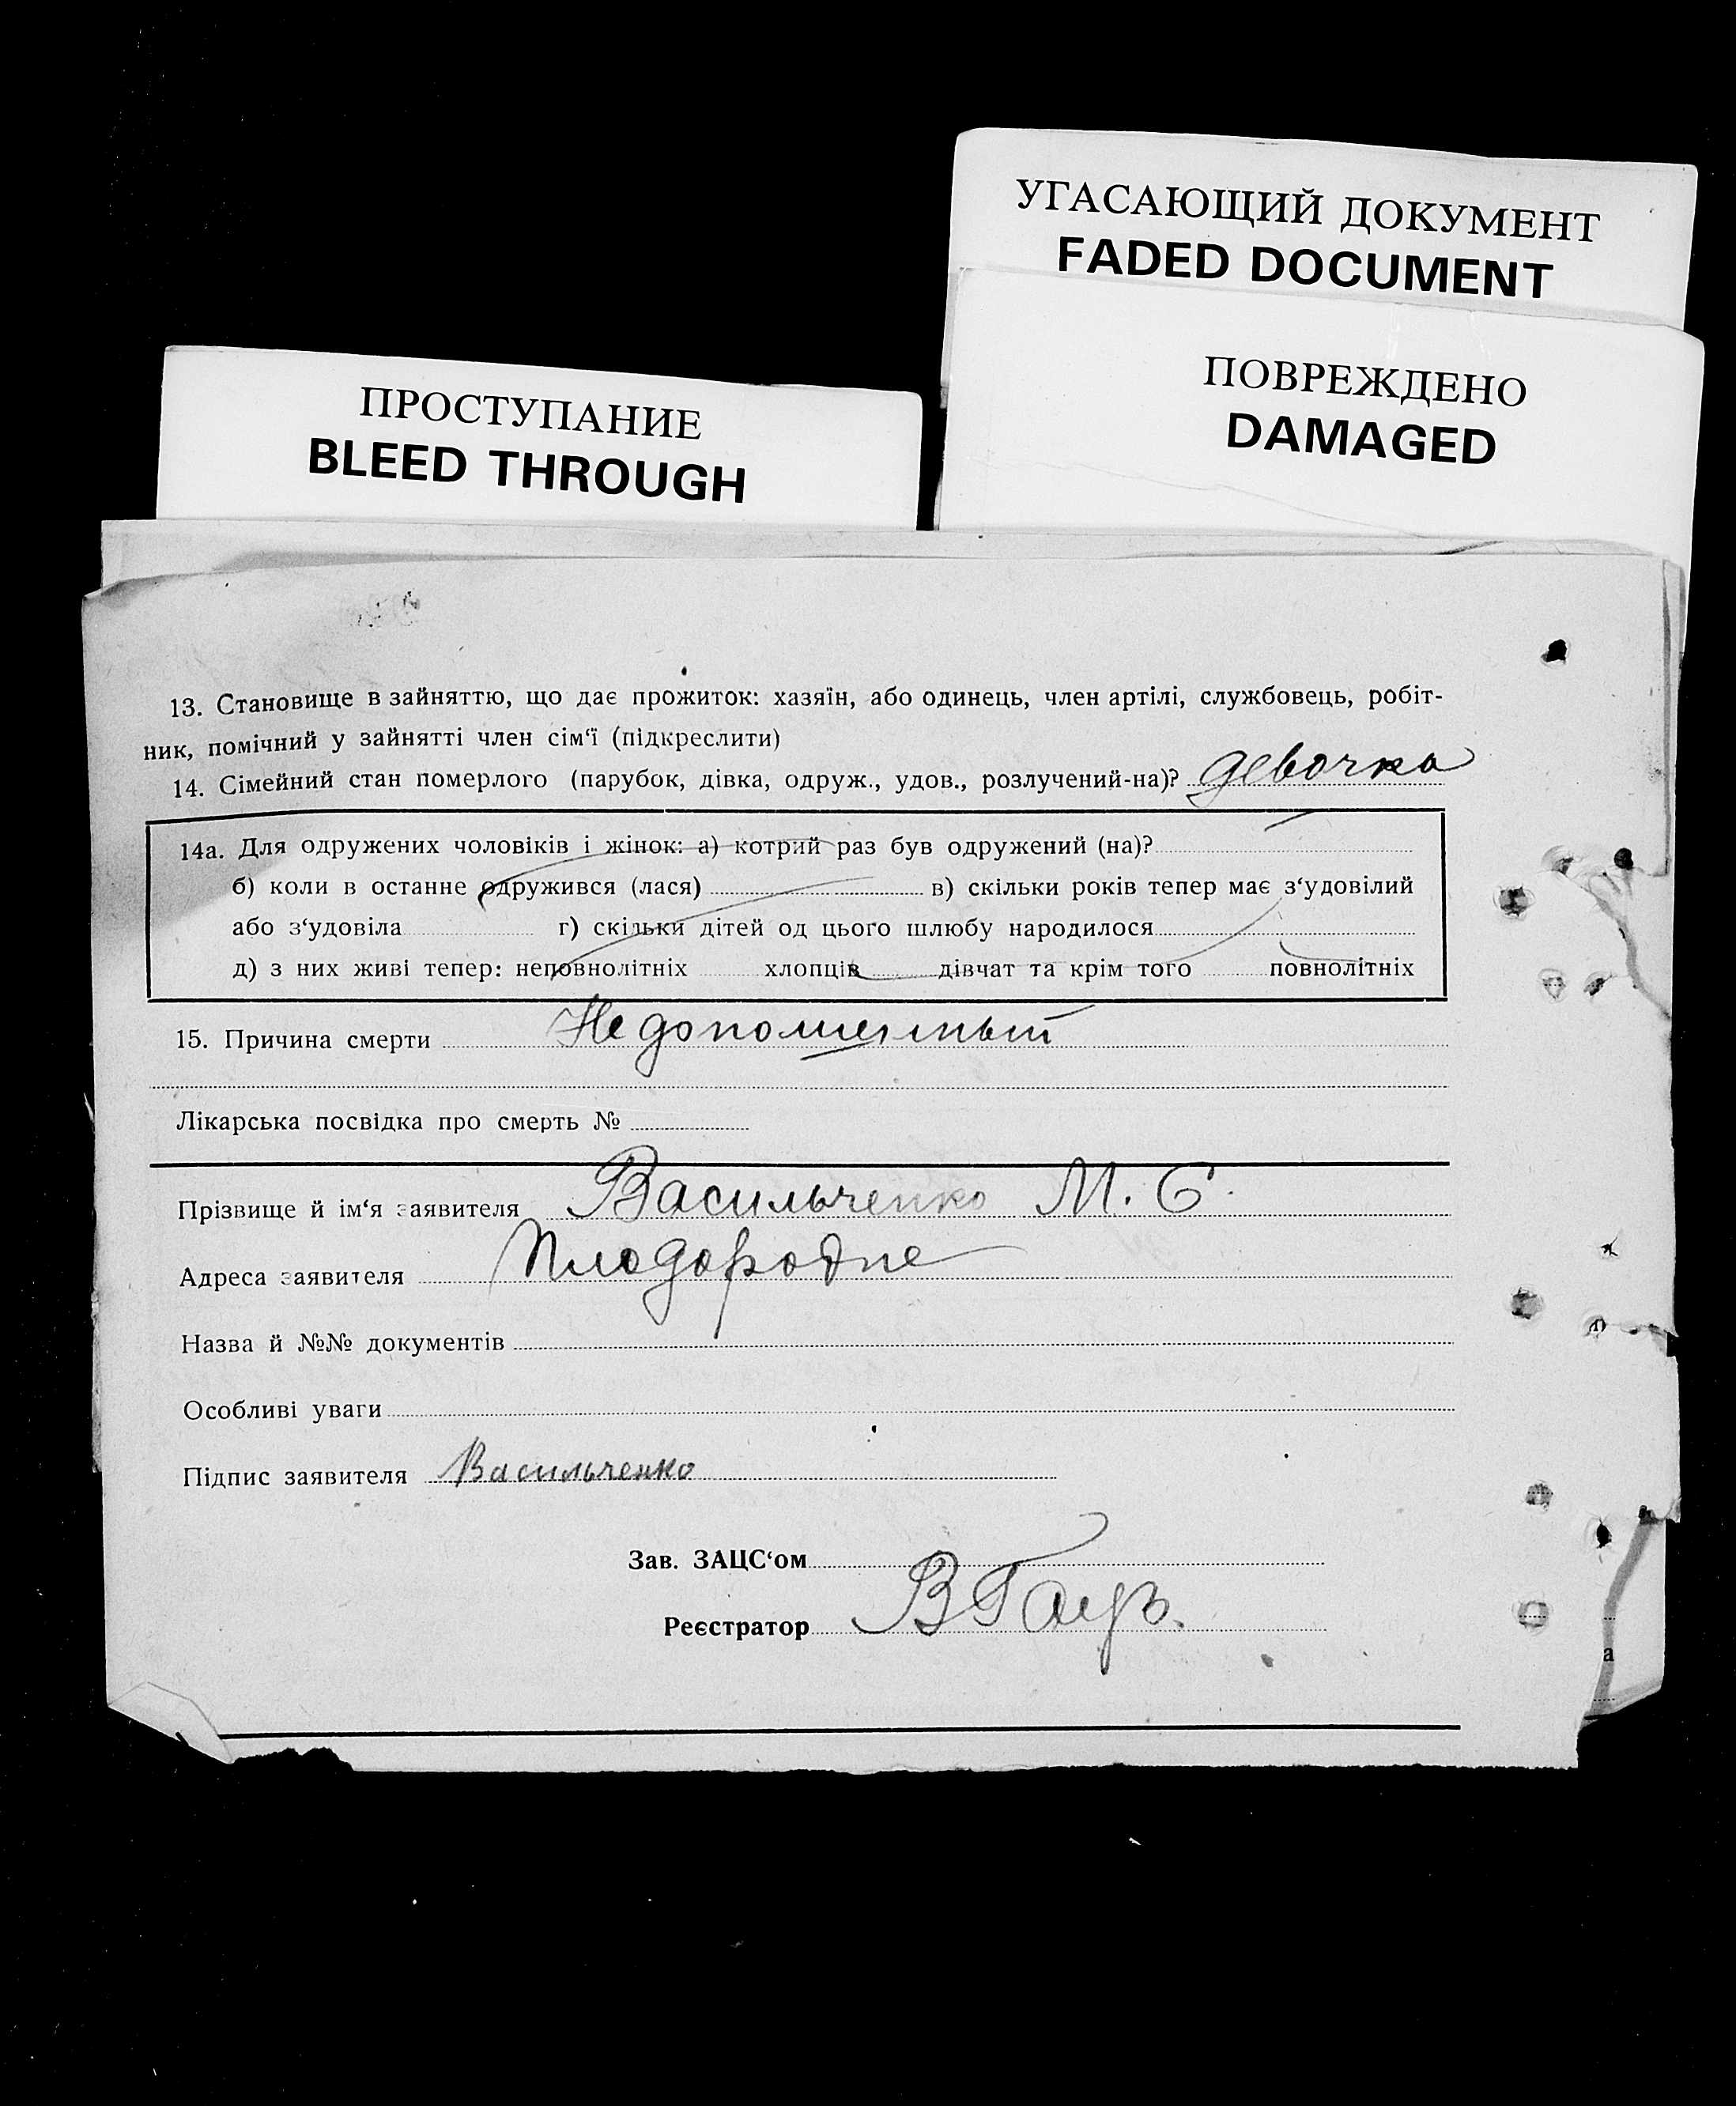 УГАСАЮЩИЙ ДОКУМЕНТ
FADED DOCUMENT
ПОВРЕЖДЕНО
DAMAGED
ПРОСТУПАНИЕ
BLEED THROUGH
13. Становище в зайняттю, що дає прожиток: хазяїн, або одинець, член артілі, службовець, робіт-
ник, помічний у зайнятті член сім‘ї (підкреслити)
14. Сімейний стан померлого (парубок, дівка, одруж., удов., розлучений-на)? девочка
14а. Для одружених чоловіків і жінок: а) котрий раз був одружений (на)?
б) коли в останне одружився (лася) в) скільки років тепер має з‘удовілий
або з‘удовіла г) скільки дітей од цього шлюбу народилося
д) з них живі тепер: неповнолітніх хлопців дівчат та крім того повнолітніх
15. Причина смерти
Лікарська посвідка про смерть №
Прізвище й ім‘я заявителя Васильченко М. С.
Адреса заявителя Плодородне
Назва й №№ документів
Особливі уваги
Підпис заявителя Васильченко
Зав. ЗАЦС‘ом
Реєстратор
а